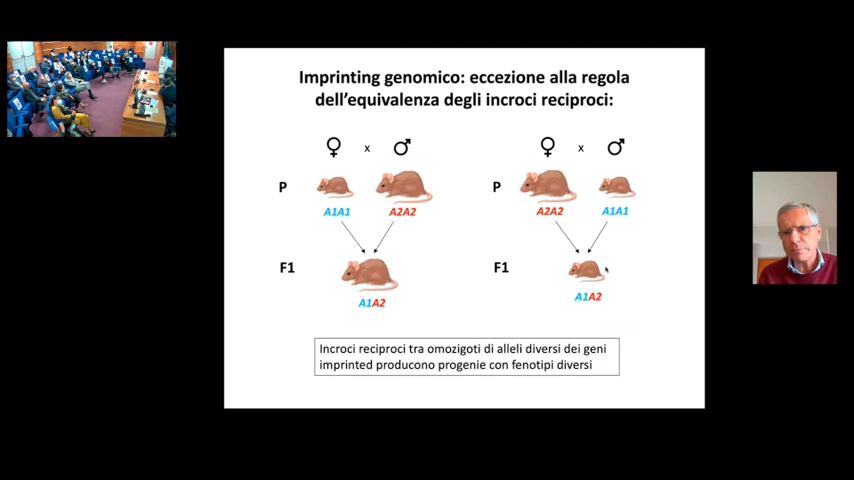 Imprinting genomico: eccezione alla regola
dell'equivalenza degli incroci reciproci:
♀ x ♂
♀ x ♂
P
A1A1
A2A2
P
A2A2
A1A1
F1
A1A2
F1
A1A2
Incroci reciproci tra omozigoti di alleli diversi dei geni
imprinted producono progenie con fenotipi diversi